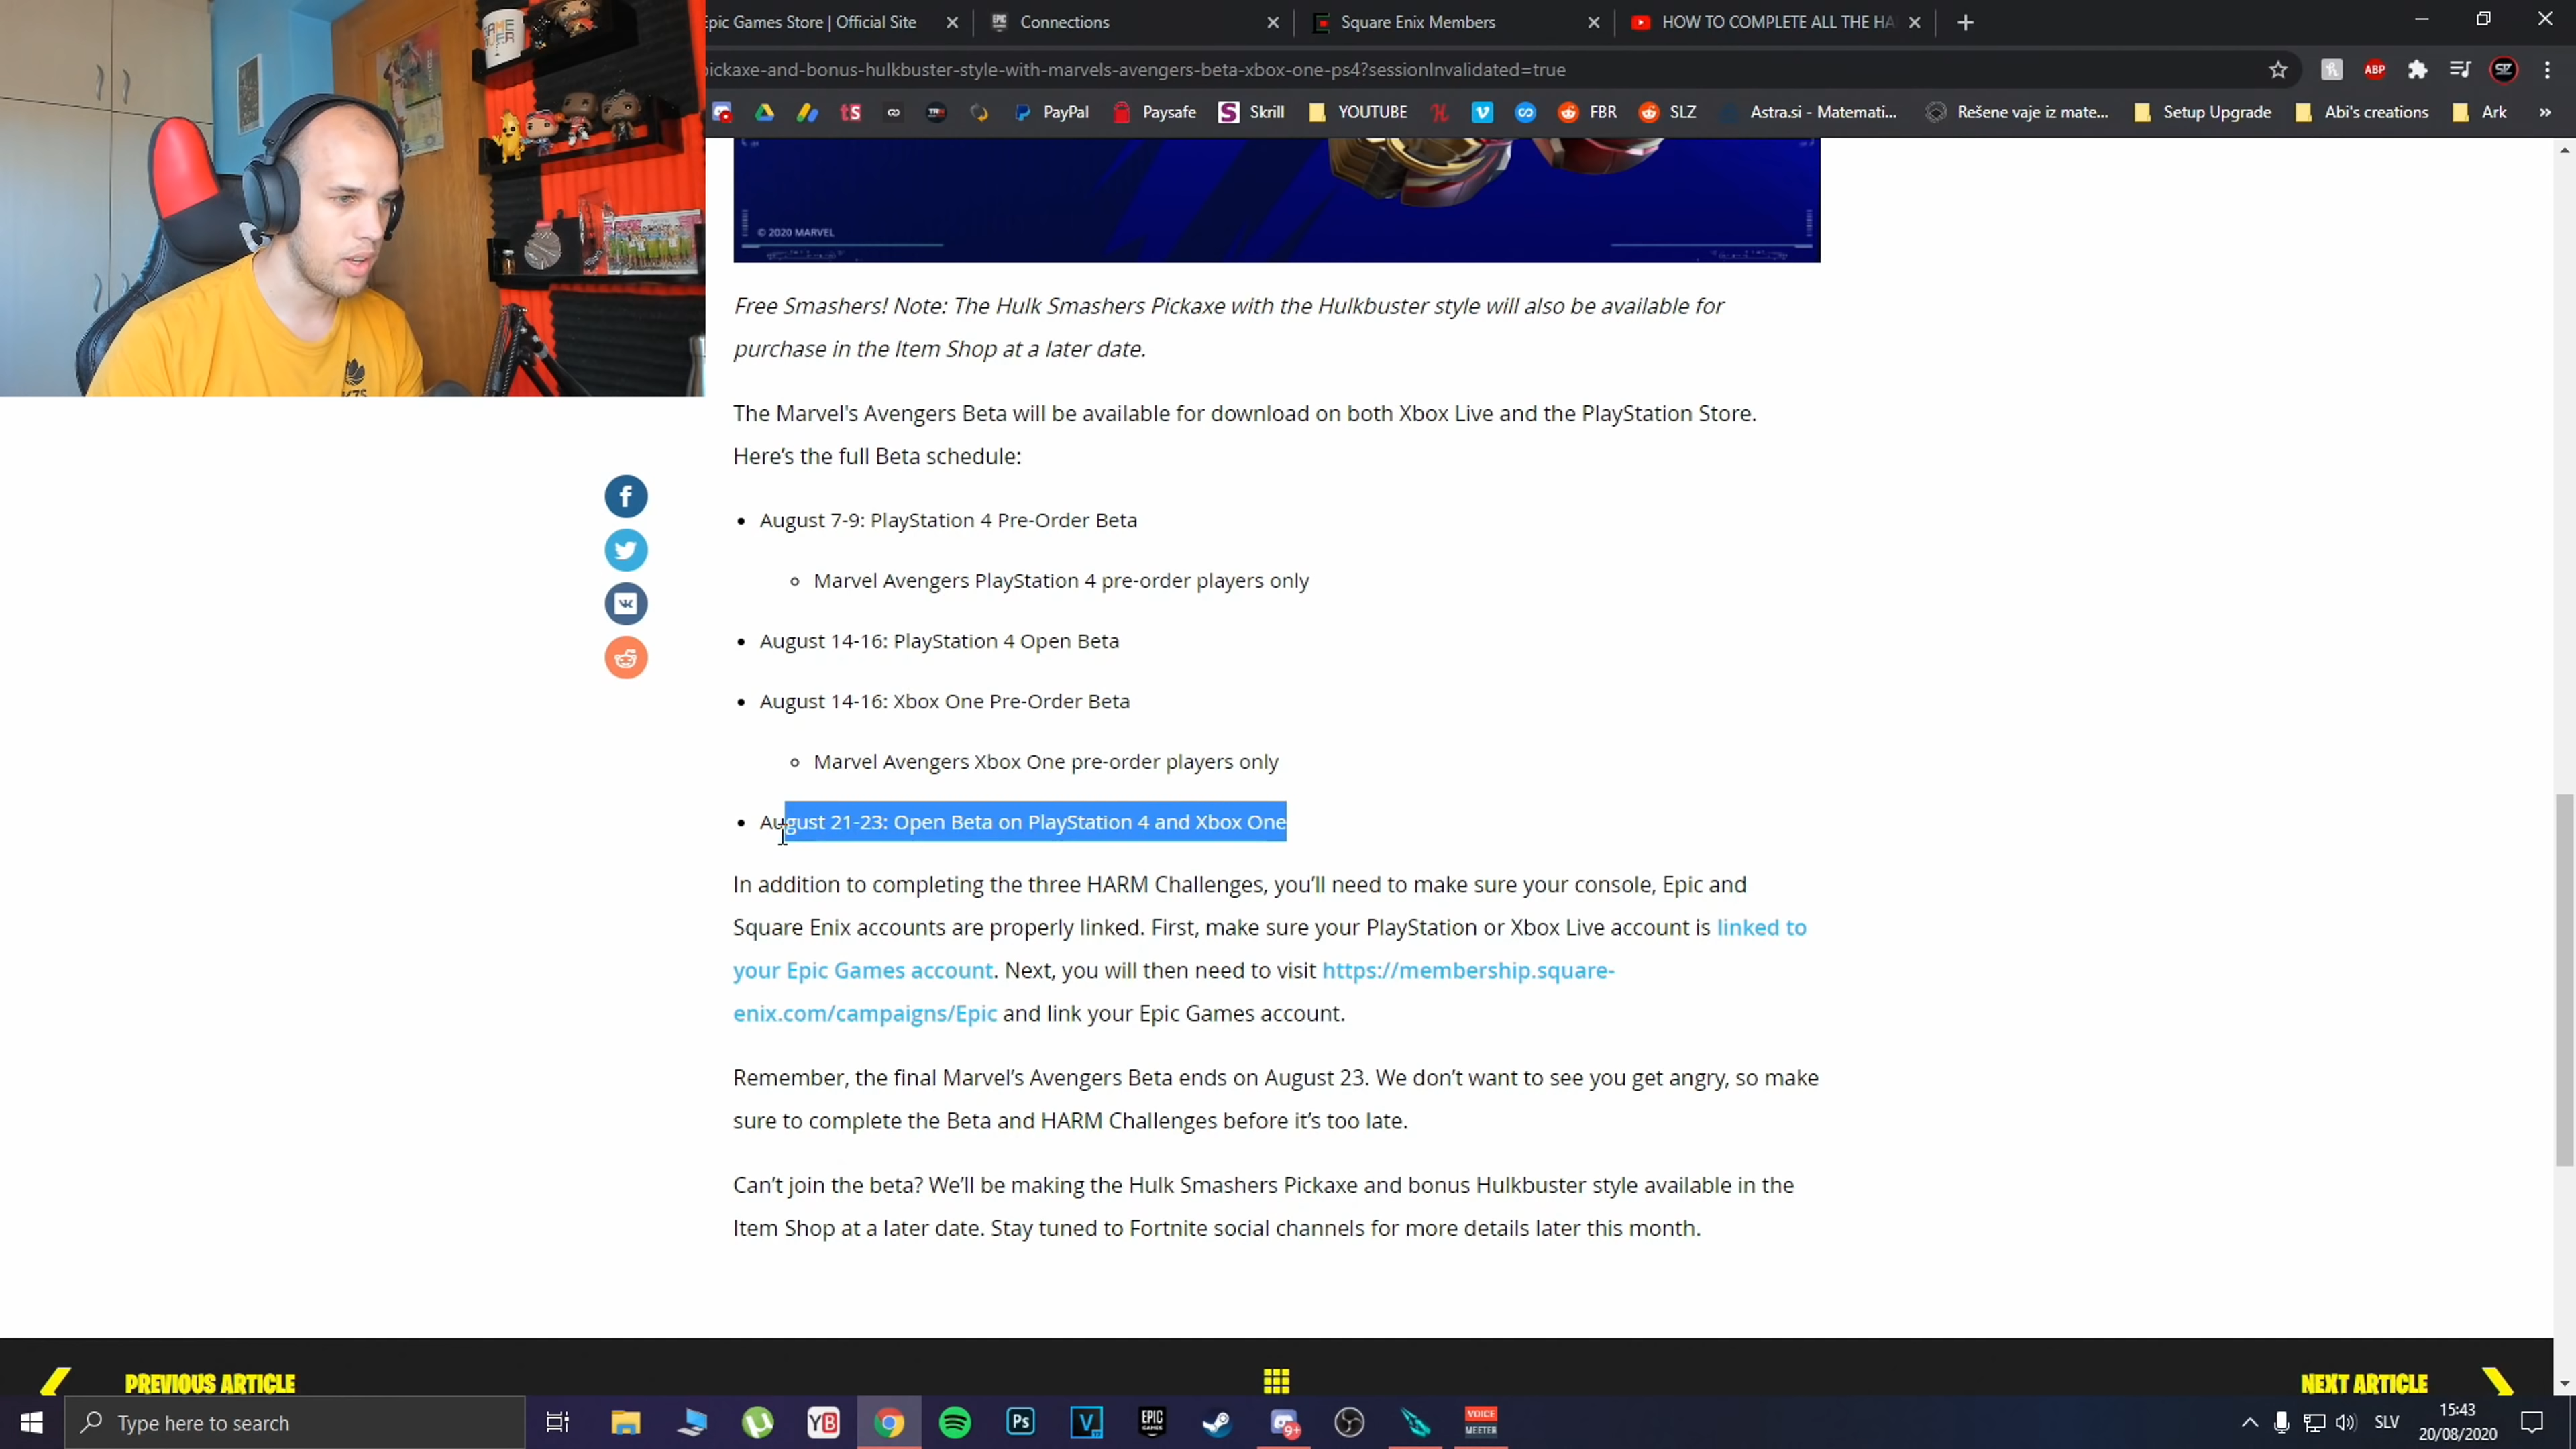 Epic Games Store | Official Site
Connections
Square Enix Members
HOW TO COMPLETE ALL THE HA
pickaxe-and-bonus-hulkbuster-style-with-marvels-avengers-beta-xbox-one-ps4?sessionInvalidated=true
ABP
PayPal
Paysafe
Skrill
YOUTUBE
FBR
SLZ
Astra.si - Matemati...
Rešene vaje iz mate...
Setup Upgrade
Abi's creations
Ark
© 2020 MARVEL
Free Smashers! Note: The Hulk Smashers Pickaxe with the Hulkbuster style will also be available for
purchase in the Item Shop at a later date.
The Marvel's Avengers Beta will be available for download on both Xbox Live and the PlayStation Store.
Here's the full Beta schedule:
August 7-9: PlayStation 4 Pre-Order Beta
Marvel Avengers PlayStation 4 pre-order players only
August 14-16: PlayStation 4 Open Beta
August 14-16: Xbox One Pre-Order Beta
Marvel Avengers Xbox One pre-order players only
August 21-23: Open Beta on PlayStation 4 and Xbox One
In addition to completing the three HARM Challenges, you'll need to make sure your console, Epic and
Square Enix accounts are properly linked. First, make sure your PlayStation or Xbox Live account is linked to
your Epic Games account. Next, you will then need to visit https://membership.square-
enix.com/campaigns/Epic and link your Epic Games account.
Remember, the final Marvel's Avengers Beta ends on August 23. We don't want to see you get angry, so make
sure to complete the Beta and HARM Challenges before it's too late.
Can't join the beta? We'll be making the Hulk Smashers Pickaxe and bonus Hulkbuster style available in the
Item Shop at a later date. Stay tuned to Fortnite social channels for more details later this month.
PREVIOUS ARTICLE
NEXT ARTICLE
Type here to search
YB
Ps
V
EPIC GAMES
9+
VOICE MEETER
SLV
15:43
20/08/2020